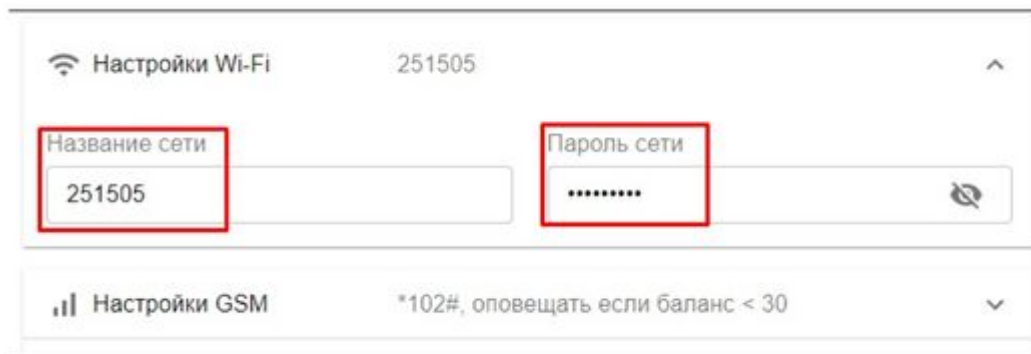 Настройки Wi-Fi 251505
Название сети Пароль сети
251505 •••••••••
Настройки GSM *102#, оповещать если баланс < 30